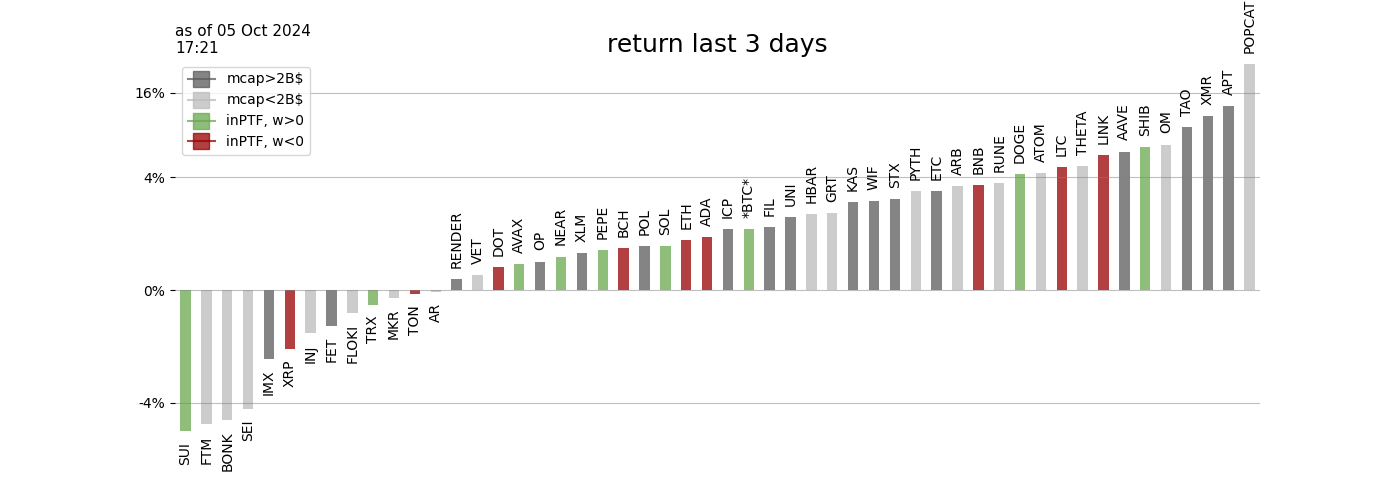 as of 05 Oct 2024
17:21
return last 3 days
mcap>2B$
mcap<2B$
inPTF, w>0
inPTF, w<0
16%
4%
0%
-4%
SUI
FTM
BONK
SEI
IMX
XRP
INJ
FET
FLOKI
TRX
MKR
TON
AR
RENDER
VET
DOT
AVAX
OP
NEAR
XLM
PEPE
BCH
POL
SOL
ETH
ADA
ICP
*BTC*
FIL
UNI
HBAR
GRT
KAS
WIF
STX
PYTH
ETC
ARB
BNB
RUNE
DOGE
ATOM
LTC
THETA
LINK
AAVE
SHIB
OM
TAO
XMR
APT
POPCAT